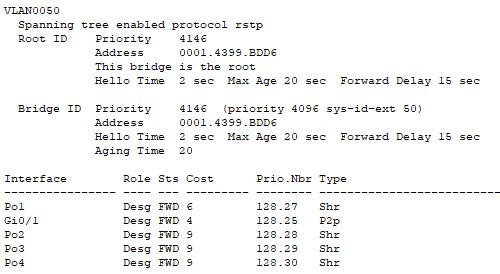 VLAN0050
  Spanning tree enabled protocol rstp
  Root ID    Priority    4146
             Address     0001.4399.BDD6
             This bridge is the root
             Hello Time  2 sec  Max Age 20 sec  Forward Delay 15 sec

  Bridge ID  Priority    4146  (priority 4096 sys-id-ext 50)
             Address     0001.4399.BDD6
             Hello Time  2 sec  Max Age 20 sec  Forward Delay 15 sec
             Aging Time  20

Interface        Role Sts Cost      Prio.Nbr Type
---------------- ---- --- --------- -------- --------------------------------
Po1              Desg FWD 6         128.27   Shr
Gi0/1            Desg FWD 4         128.25   P2p
Po2              Desg FWD 9         128.28   Shr
Po3              Desg FWD 9         128.29   Shr
Po4              Desg FWD 9         128.30   Shr